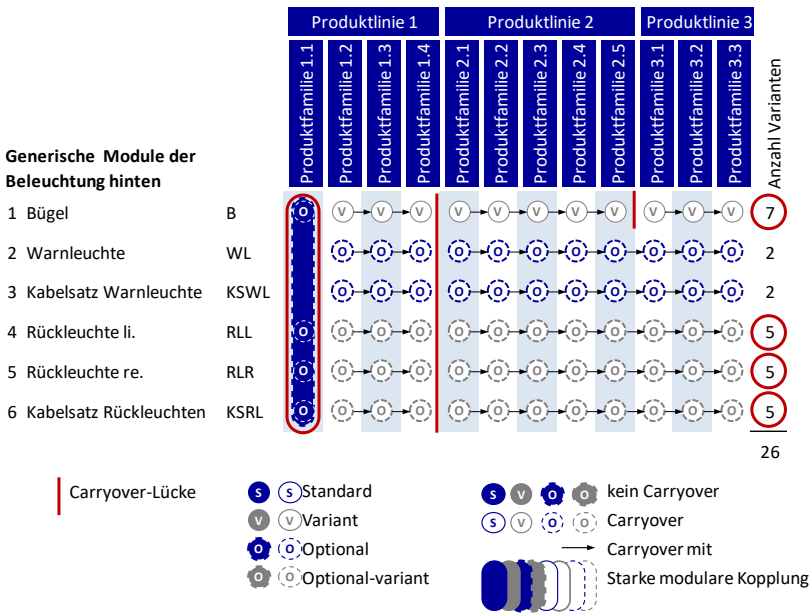 Produktlinie 1 Produktlinie 2 Produktlinie 3
Produktfamilie 1.1
Produktfamilie 1.2
Produktfamilie 1.3
Produktfamilie 1.4
Produktfamilie 2.1
Produktfamilie 2.2
Produktfamilie 2.3
Produktfamilie 2.4
Produktfamilie 2.5
Produktfamilie 3.1
Produktfamilie 3.2
Produktfamilie 3.3
Anzahl Varianten
Generische Module der
Beleuchtung hinten
1 Bügel B O V V V V V V V V V V V 7
2 Warnleuchte WL O O O O O O O O O O O 2
3 Kabelsatz Warnleuchte KSWL O O O O O O O O O O O 2
4 Rückleuchte li. RLL O O O O O O O O O O O O 5
5 Rückleuchte re. RLR O O O O O O O O O O O O 5
6 Kabelsatz Rückleuchten KSRL O O O O O O O O O O O O 5
26
Carryover-Lücke S S Standard S V O O kein Carryover
V V Variant S V O O Carryover
O O Optional Carryover mit
O O Optional-variant Starke modulare Kopplung